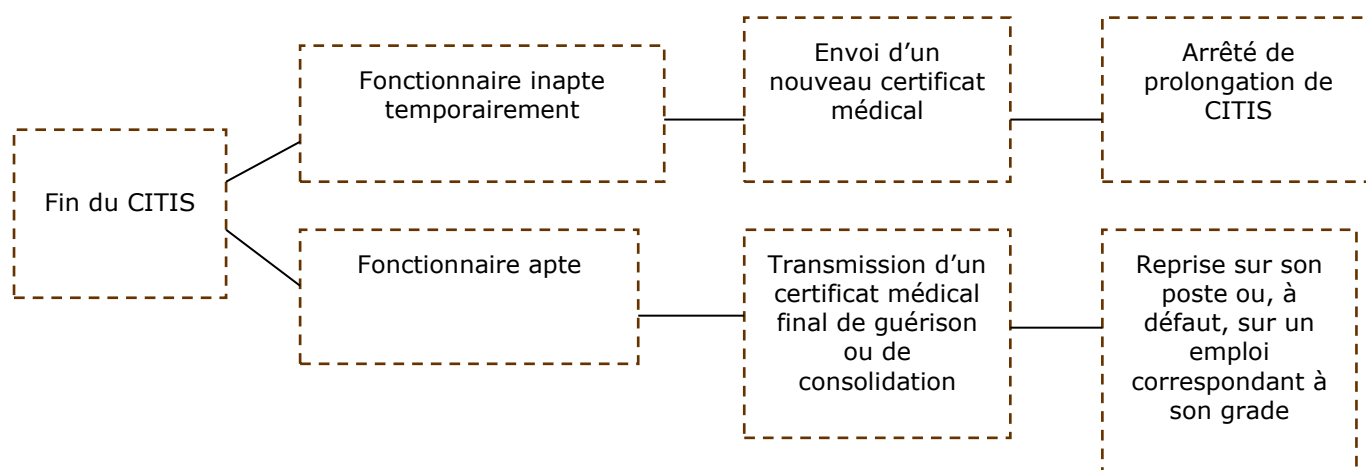 Fin du CITIS
Fonctionnaire inapte
temporairement
Envoi d’un
nouveau certificat
médical
Arrêté de
prolongation de
CITIS
Fonctionnaire apte
Transmission d’un
certificat médical
final de guérison
ou de
consolidation
Reprise sur son
poste ou, à
défaut, sur un
emploi
correspondant à
son grade